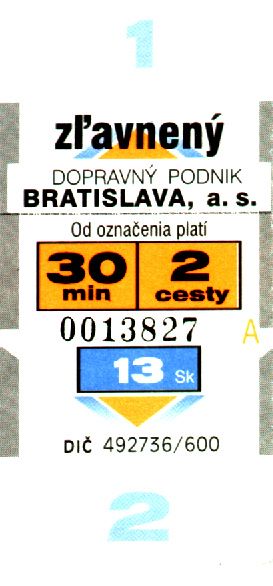 1
zľavnený
DOPRAVNÝ PODNIK
BRATISLAVA, a. s.
Od označenia platí
30 min
2 cesty
0013827 A
13 Sk
DIČ 492736/600
2